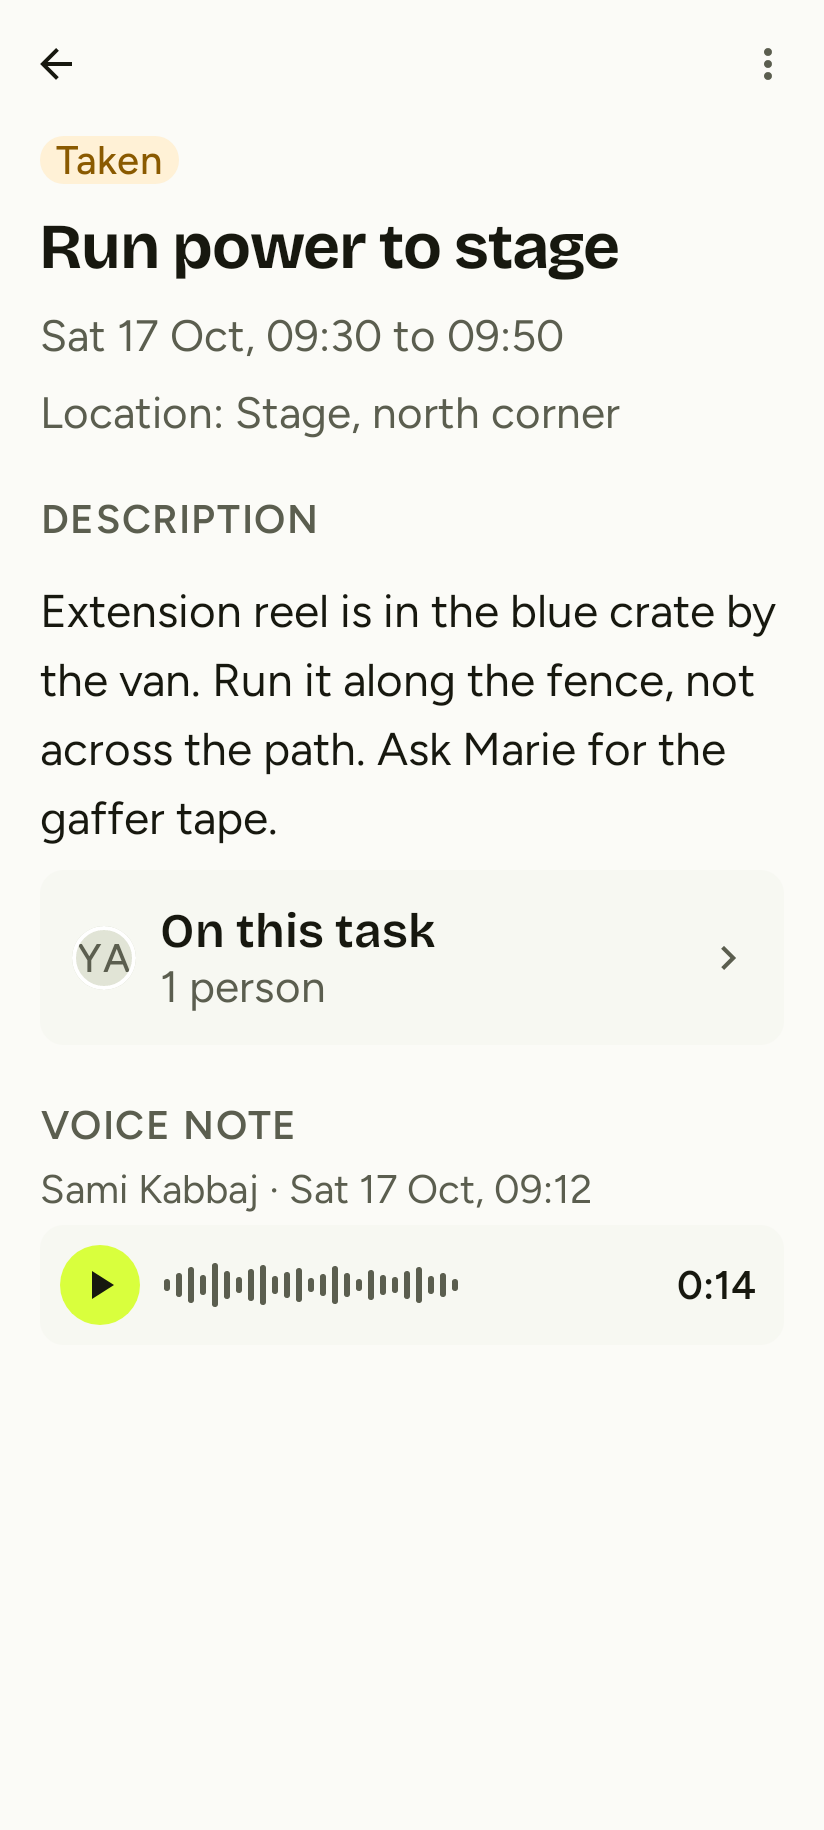 Taken
Run power to stage
Sat 17 Oct, 09:30 to 09:50
Location: Stage, north corner
DESCRIPTION
Extension reel is in the blue crate by
the van. Run it along the fence, not
across the path. Ask Marie for the
gaffer tape.
YA
On this task
1 person
VOICE NOTE
Sami Kabbaj · Sat 17 Oct, 09:12
0:14